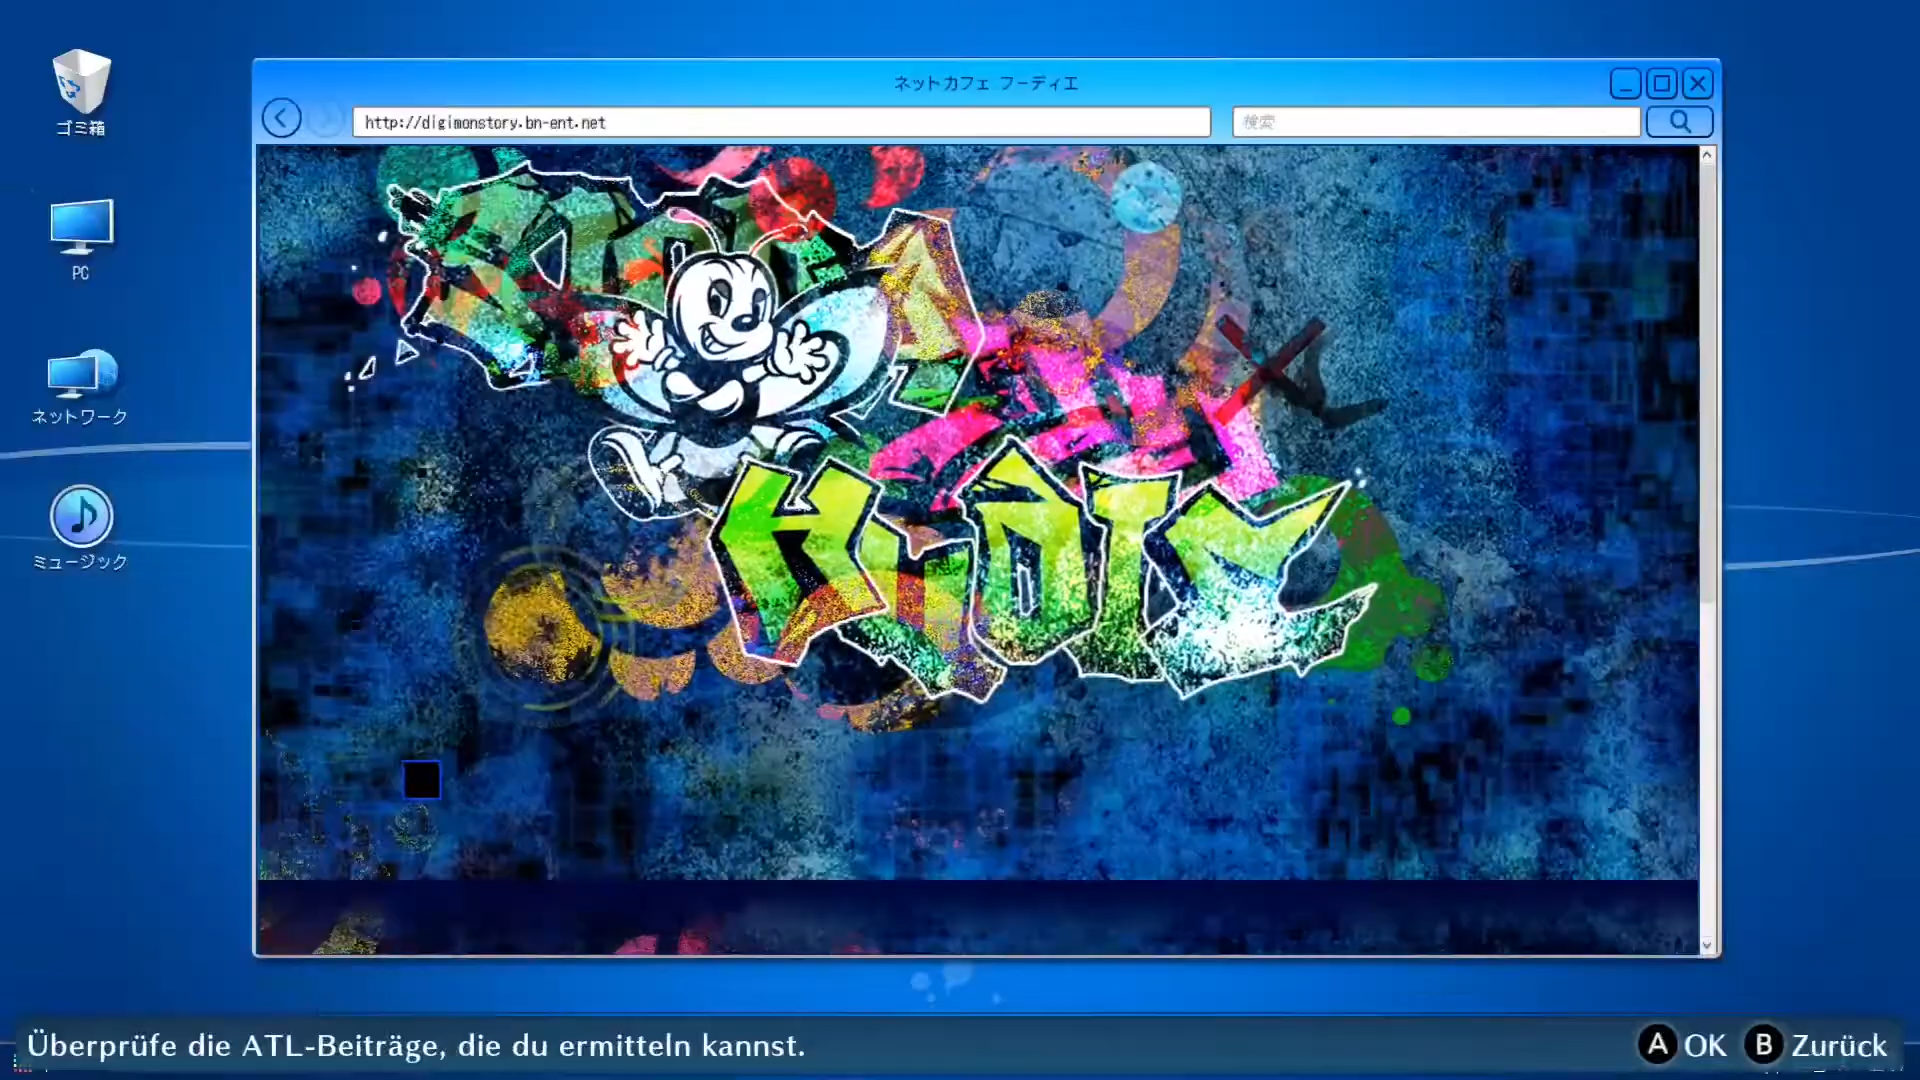 ネットカフェ フーディエ
http://digimonstory.bn-ent.net
検索
ゴミ箱
PC
ネットワーク
ミュージック
Überprüfe die ATL-Beiträge, die du ermitteln kannst.
A OK B Zurück